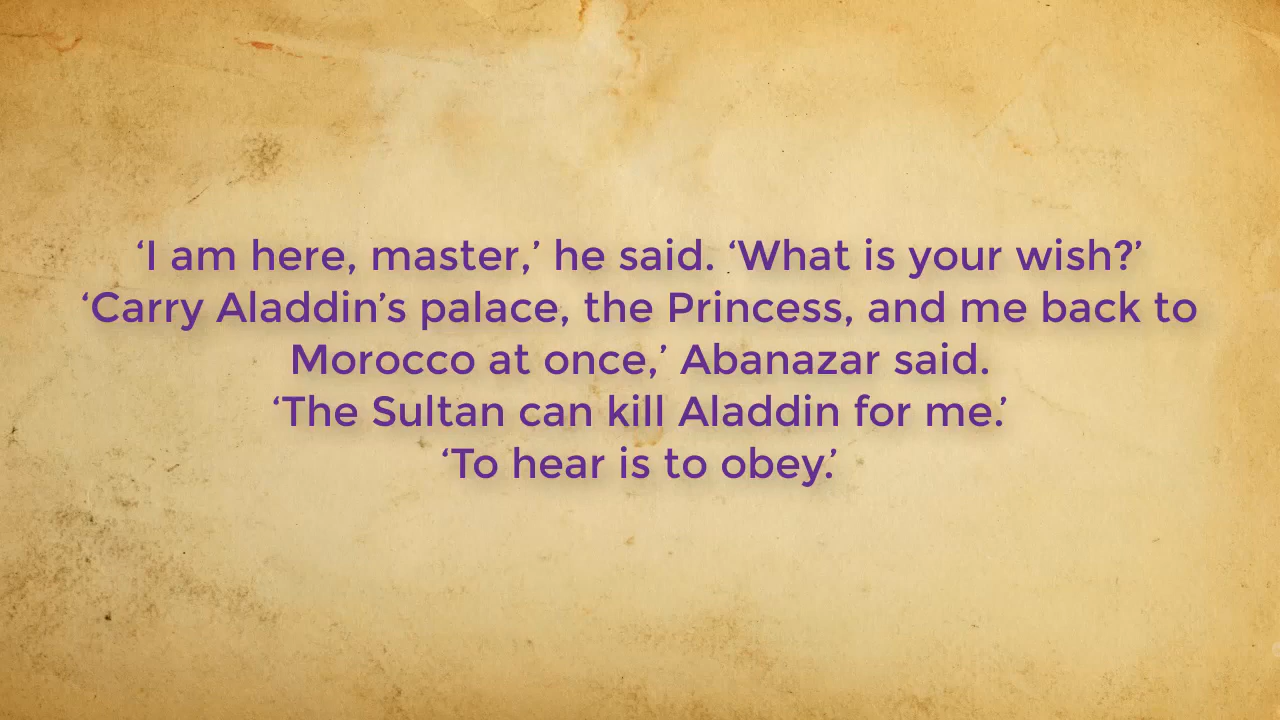 ‘I am here, master,’ he said. ‘What is your wish?’
‘Carry Aladdin’s palace, the Princess, and me back to
Morocco at once,’ Abanazar said.
‘The Sultan can kill Aladdin for me.’
‘To hear is to obey.’